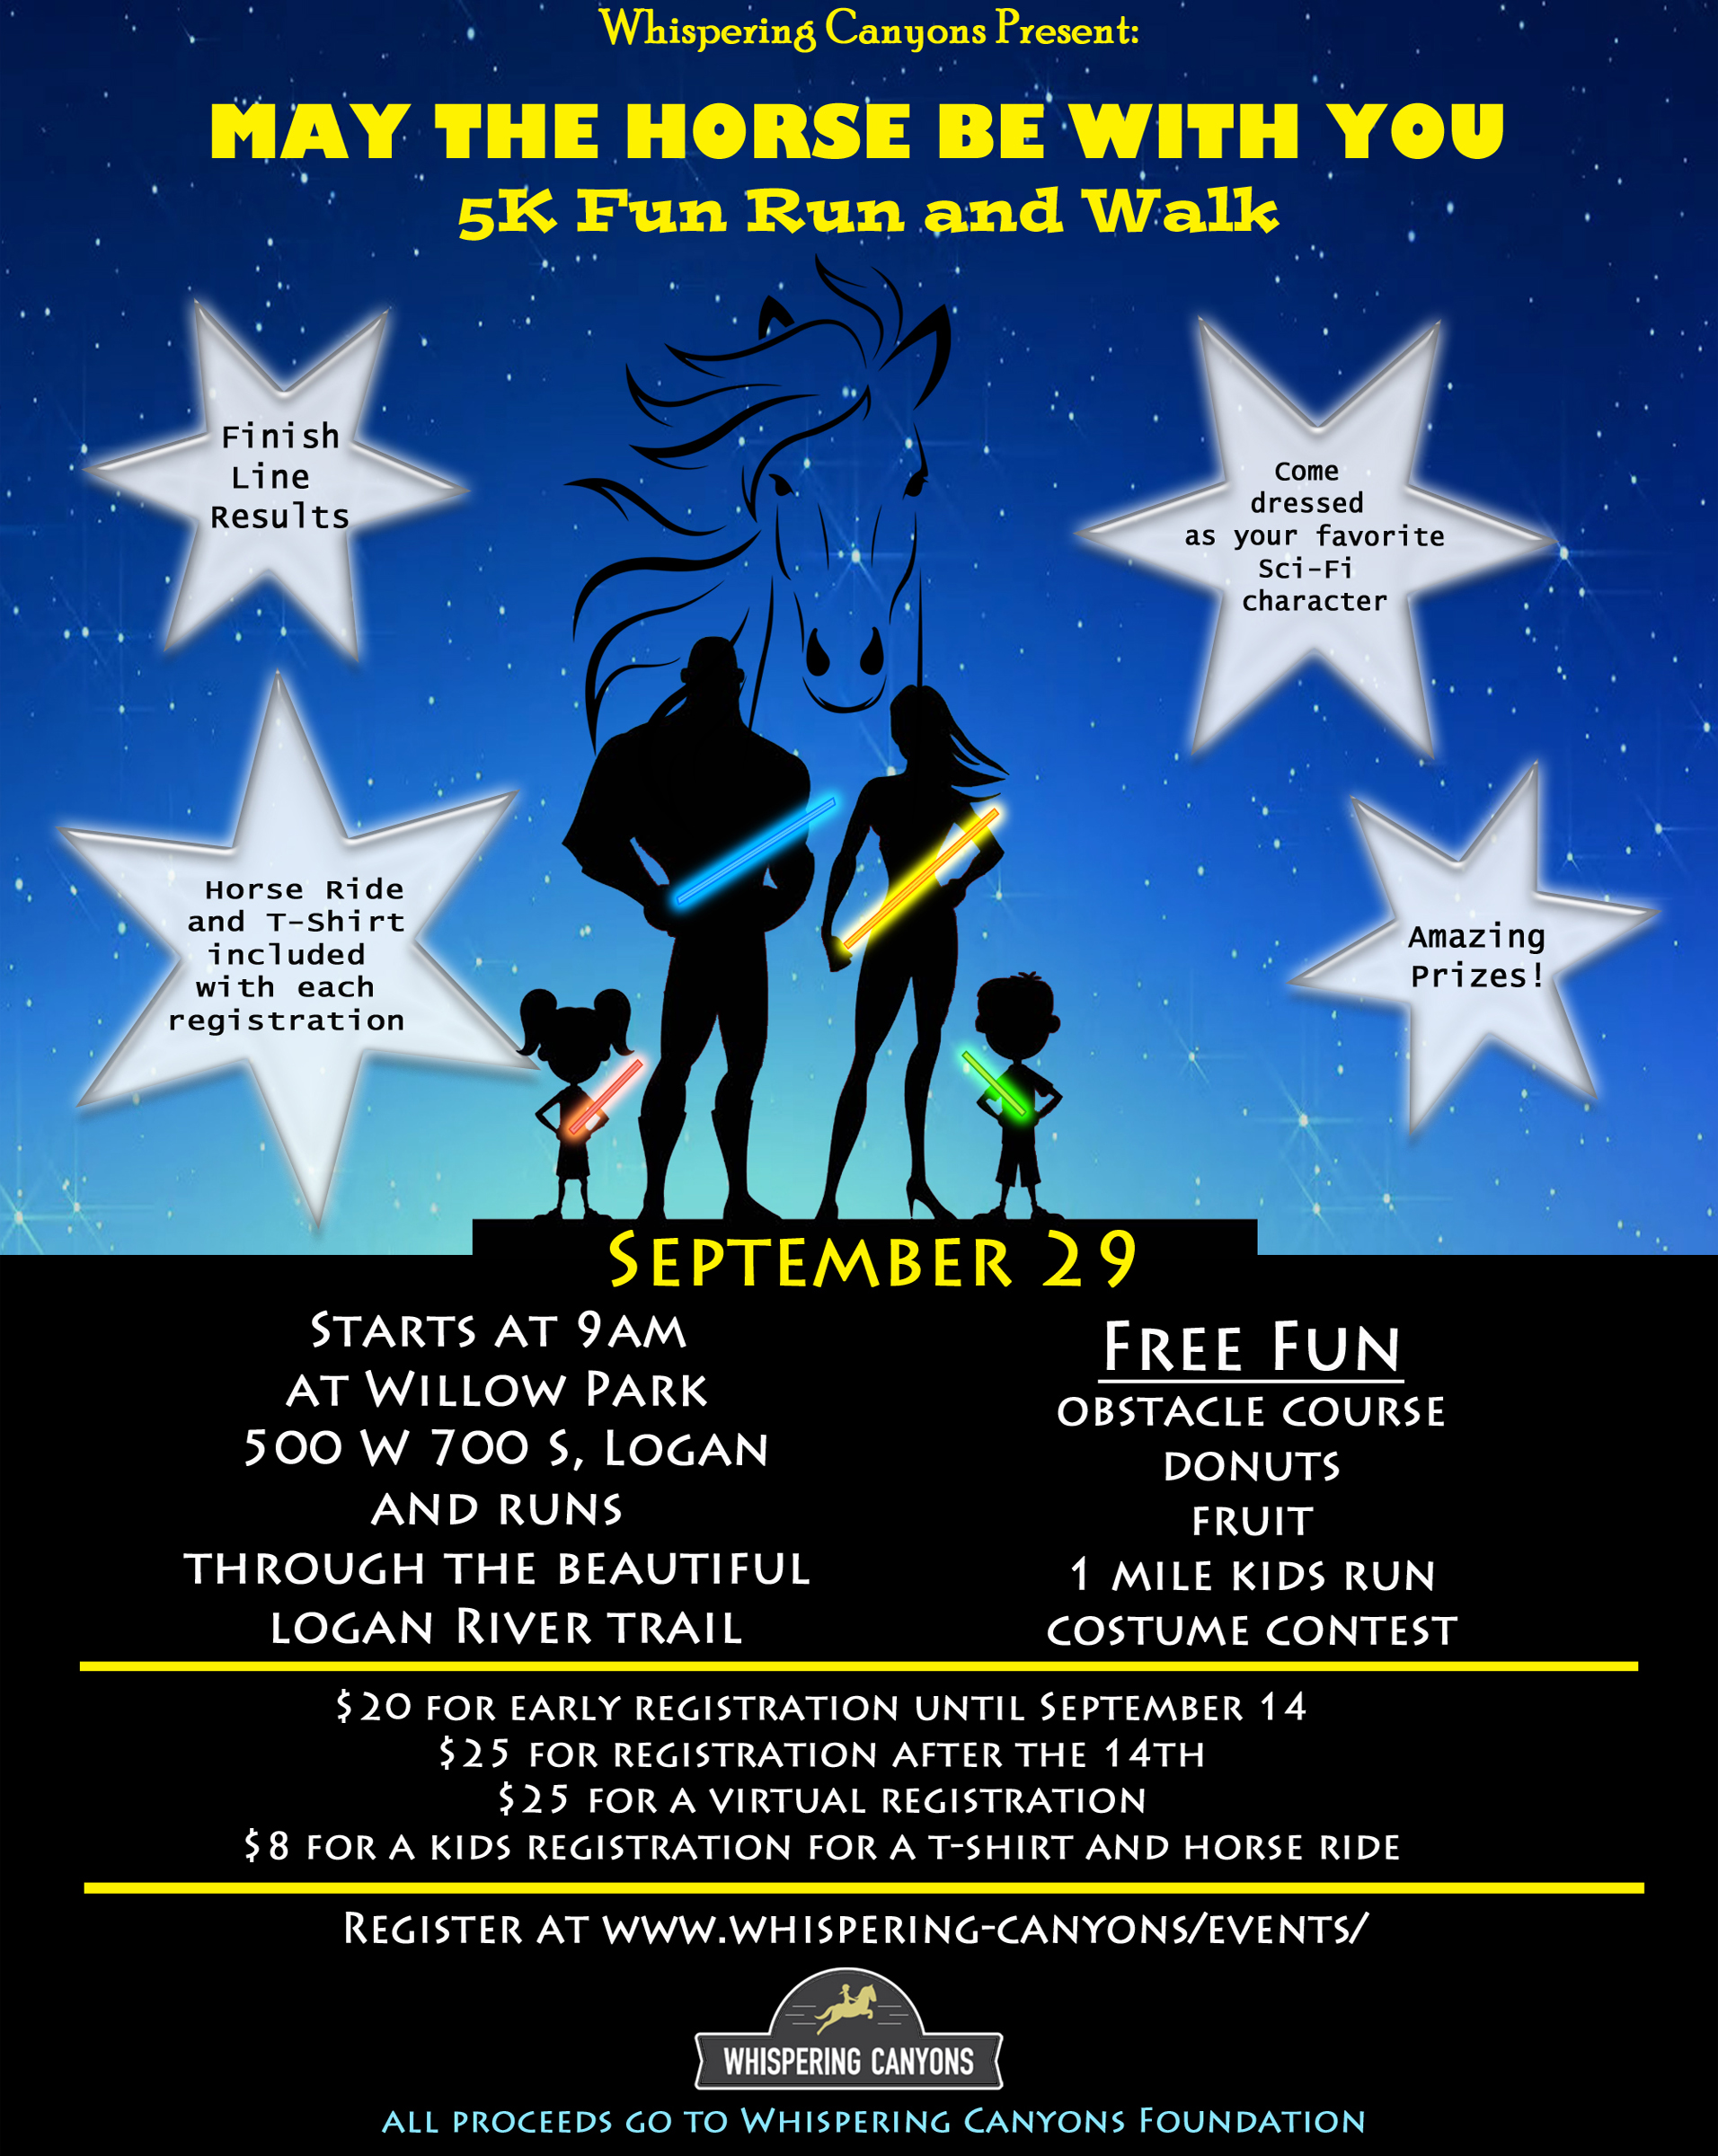 Whispering Canyons Present:
MAY THE HORSE BE WITH YOU
5K Fun Run and Walk
Finish
Line
Results
Come
dressed
as your favorite
Sci-Fi
character
Horse Ride
and T-Shirt
included
with each
registration
Amazing
Prizes!
September 29
Starts at 9am
at Willow Park
500 W 700 S, Logan
and runs
through the beautiful
logan River trail
Free Fun
obstacle course
donuts
fruit
1 mile kids run
costume contest
$20 for early registration until September 14
$25 for registration after the 14th
$25 for a virtual registration
$8 for a kids registration for a t-shirt and horse ride
Register at www.whispering-canyons/events/
WHISPERING CANYONS
all proceeds go to Whispering Canyons Foundation